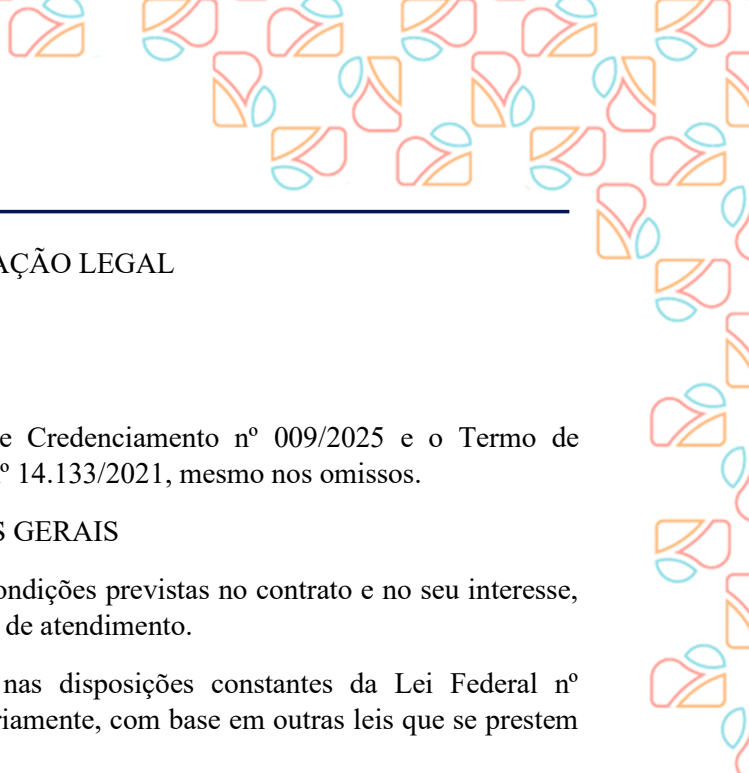 AÇÃO LEGAL
e Credenciamento nº 009/2025 e o Termo de
º 14.133/2021, mesmo nos omissos.
S GERAIS
ondições previstas no contrato e no seu interesse,
de atendimento.
nas disposições constantes da Lei Federal nº
riamente, com base em outras leis que se prestem